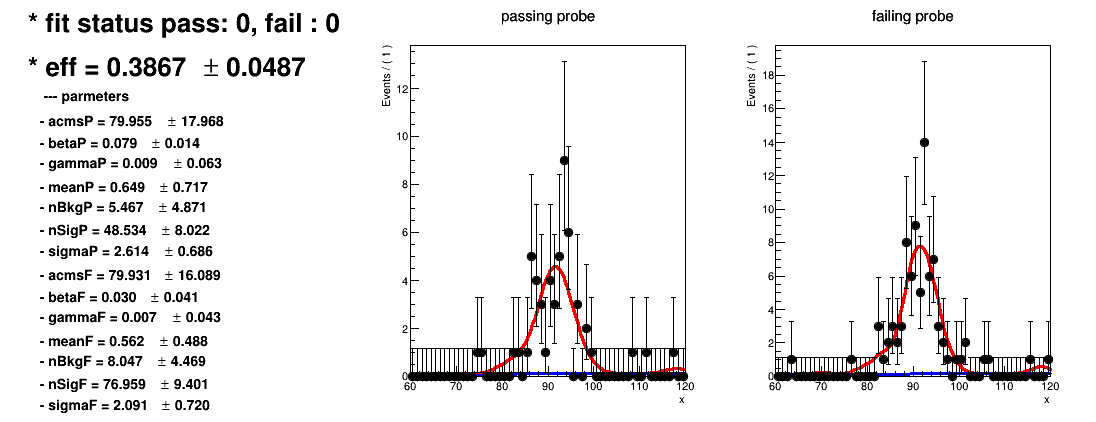 * fit status pass: 0, fail : 0
* eff = 0.3867 ± 0.0487
--- parmeters
- acmsP = 79.955 ± 17.968
- betaP = 0.079 ± 0.014
- gammaP = 0.009 ± 0.063
- meanP = 0.649 ± 0.717
- nBkgP = 5.467 ± 4.871
- nSigP = 48.534 ± 8.022
- sigmaP = 2.614 ± 0.686
- acmsF = 79.931 ± 16.089
- betaF = 0.030 ± 0.041
- gammaF = 0.007 ± 0.043
- meanF = 0.562 ± 0.488
- nBkgF = 8.047 ± 4.469
- nSigF = 76.959 ± 9.401
- sigmaF = 2.091 ± 0.720
passing probe
Events / ( 1 )
12
10
8
6
4
2
0
60 70 80 90 100 110 120
x
failing probe
Events / ( 1 )
18
16
14
12
10
8
6
4
2
0
60 70 80 90 100 110 120
x